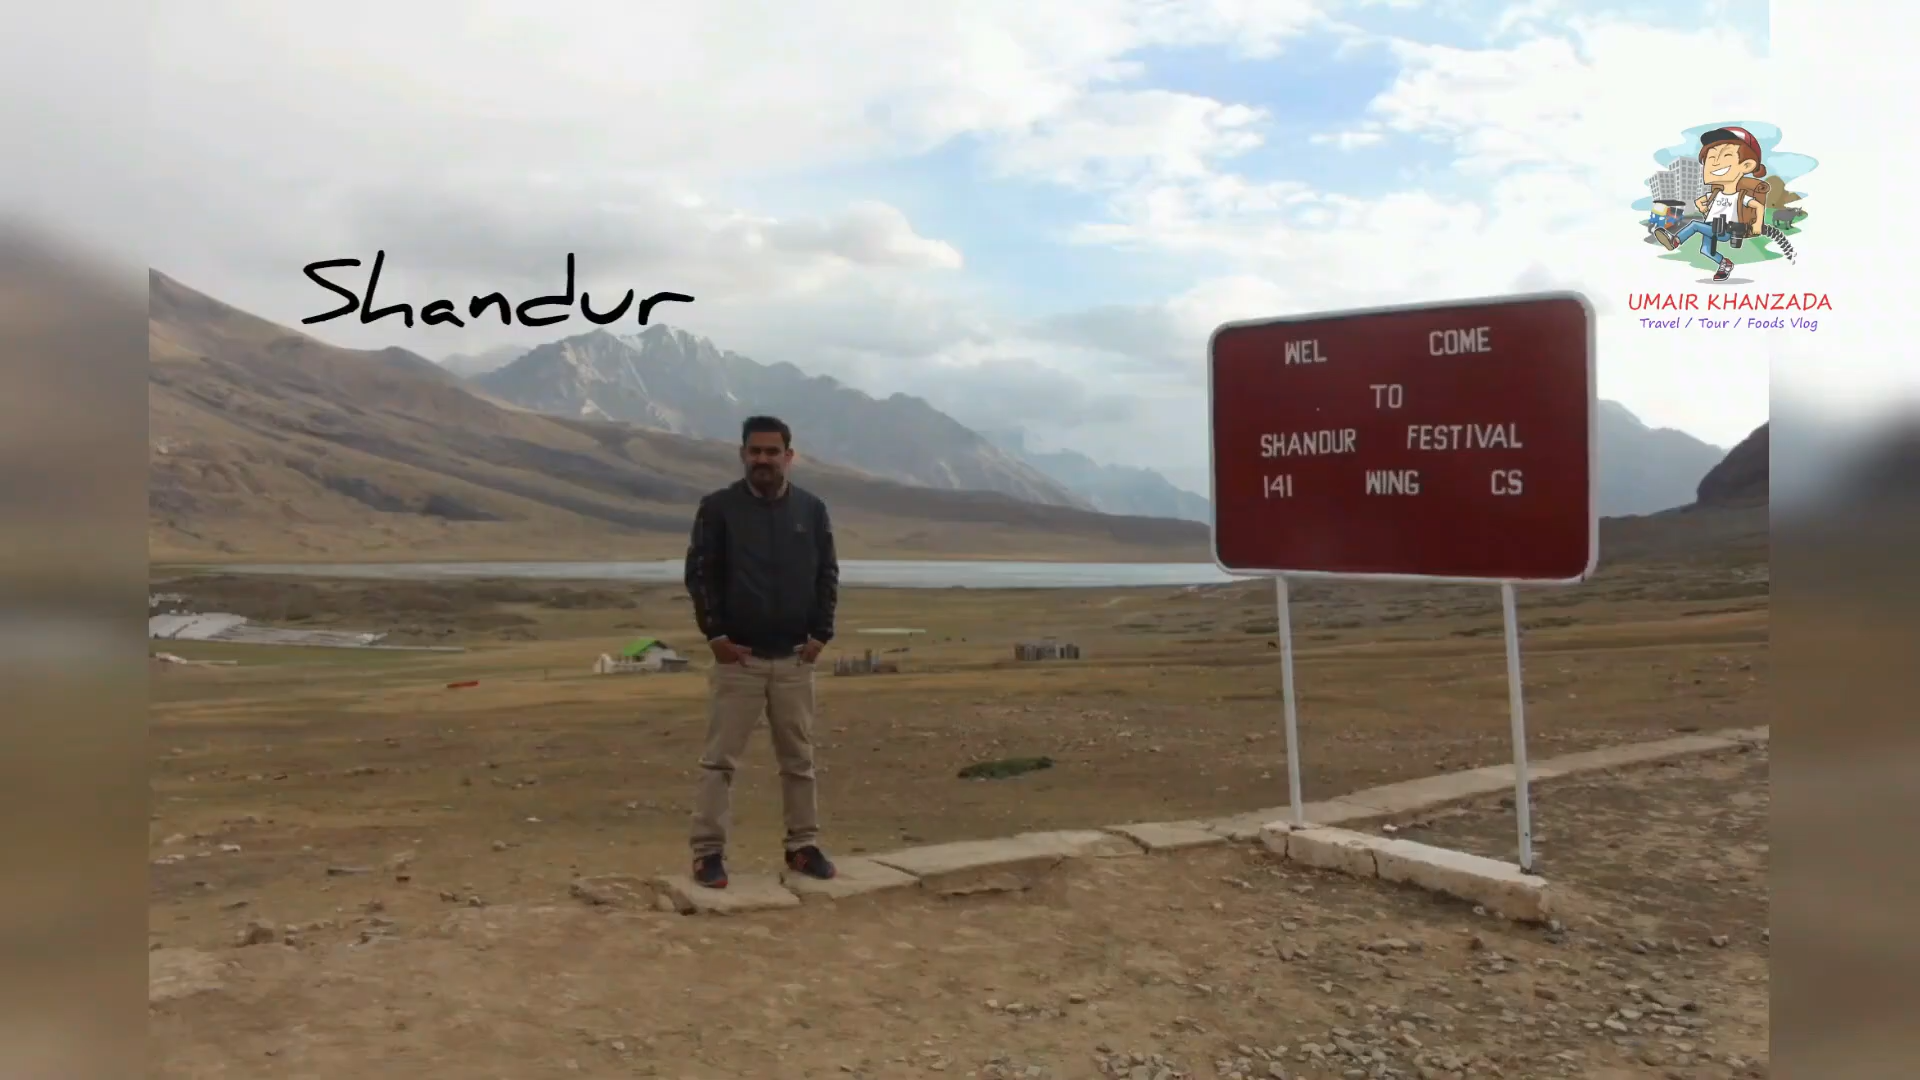 Shandur
UMAIR KHANZADA
Travel / Tour / Foods Vlog
WEL COME
TO
SHANDUR FESTIVAL
141 WING CS